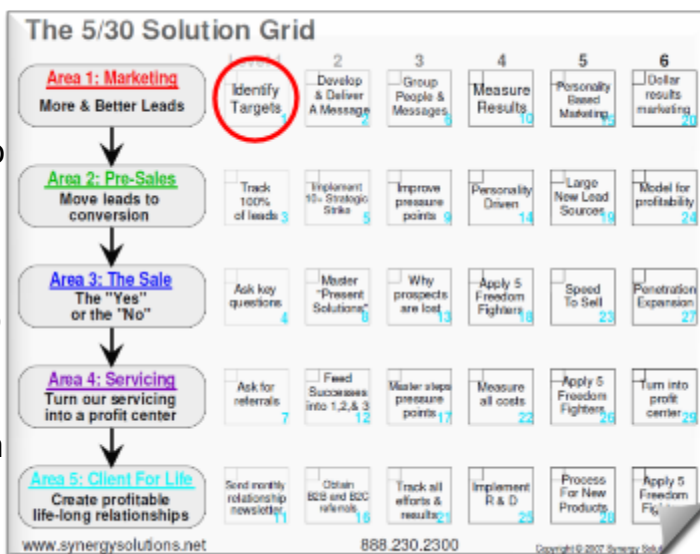 The 5/30 Solution Grid
2 3 4 5 6
Area 1: Marketing
More & Better Leads
Identify
Targets
1
Develop
& Deliver
A Message
2
Group
People &
Messages
Measure
Results
10
Personality
Based
Marketing
15
Dollar
results
marketing
20
Area 2: Pre-Sales
Move leads to
conversion
Track
100%
of leads 3
Implement
10+ Strategic
Strike
5
Improve
pressure
points 9
Personality
Driven
14
Large
New Lead
Sources 19
Model for
profitability
24
Area 3: The Sale
The "Yes"
or the "No"
Ask key
questions
4
Master
"Present
Solutions"
8
Why
prospects
are lost 13
Apply 5
Freedom
Fighters
18
Speed
To Sell
23
Penetration
Expansion
27
Area 4: Servicing
Turn our servicing
into a profit center
Ask for
referrals
7
Feed
Successes
into 1,2,& 3
12
Master steps
pressure
points 17
Measure
all costs
22
Apply 5
Freedom
Fighters
26
Turn into
profit
center 29
Area 5: Client For Life
Create profitable
life-long relationships
Send monthly
relationship
newsletter
11
Obtain
B2B and B2C
referrals
16
Track all
efforts &
results 21
Implement
R & D
25
Process
For New
Products
28
Apply 5
Freedom
www.synergysolutions.net
888.230.2300
Copyright © 2007 Synergy